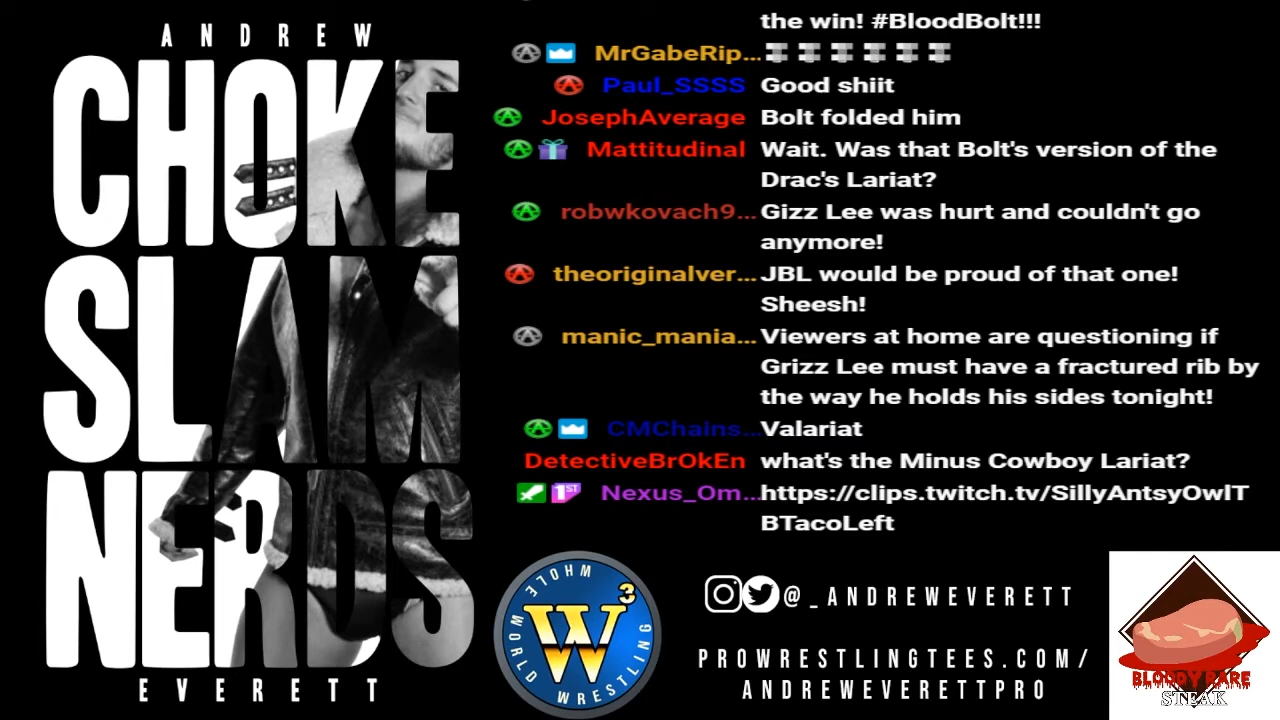 ANDREW
CHOKE
SLAM
NERDS
EVERETT
the win! #BloodBolt!!!
MrGabeRip...
Paul_SSSS Good shiit
JosephAverage Bolt folded him
Mattitudinal Wait. Was that Bolt's version of the
Drac's Lariat?
robwkovach9... Gizz Lee was hurt and couldn't go
anymore!
theoriginalver... JBL would be proud of that one!
Sheesh!
manic_mania... Viewers at home are questioning if
Grizz Lee must have a fractured rib by
the way he holds his sides tonight!
CMChains... Valariat
DetectiveBrOkEn what's the Minus Cowboy Lariat?
1ST Nexus_Om... https://clips.twitch.tv/SillyAntsyOwlT
BTacoLeft
WHOLE
W3
WORLD WRESTLING
@_ANDREWEVERETT
PROWRESTLINGTEES.COM/
ANDREWEVERETTPRO
BLOODY RARE
STEAK